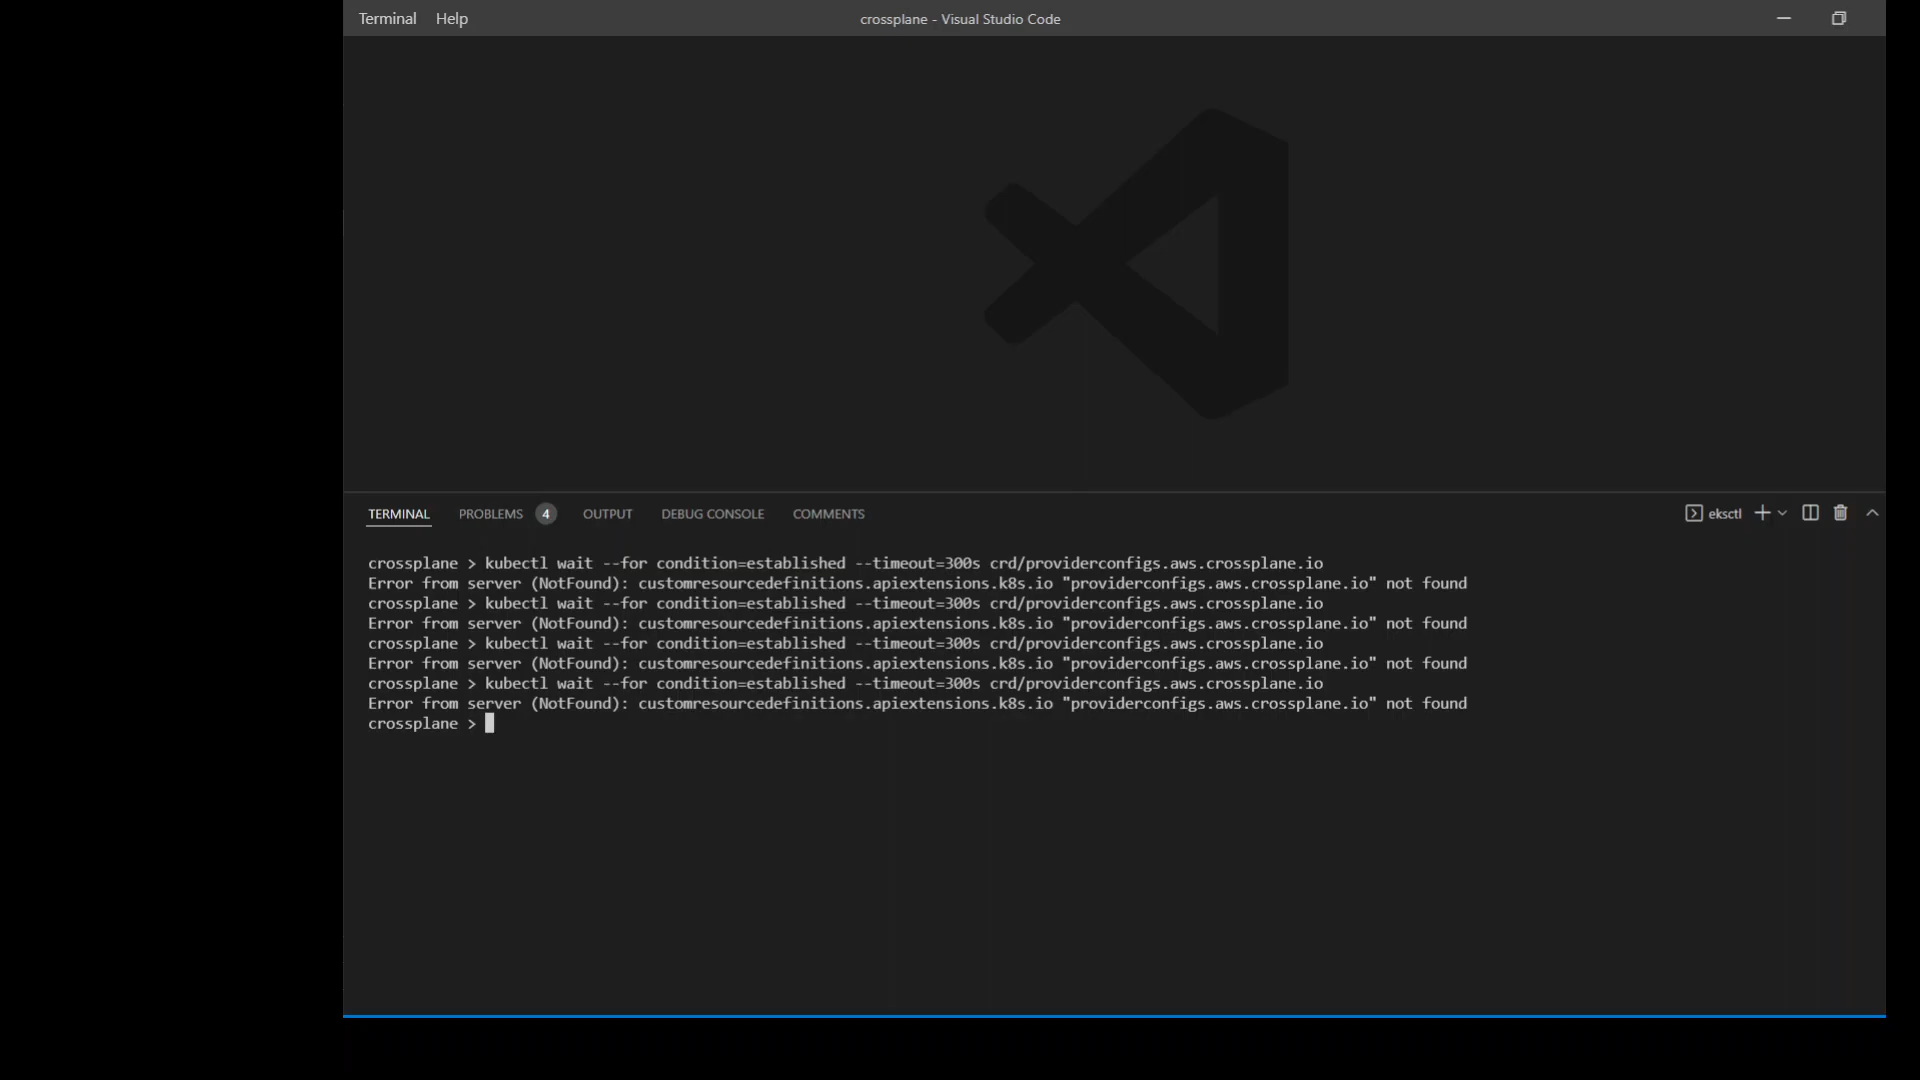 Terminal Help crossplane - Visual Studio Code
TERMINAL PROBLEMS 4 OUTPUT DEBUG CONSOLE COMMENTS eksctl
crossplane > kubectl wait --for condition=established --timeout=300s crd/providerconfigs.aws.crossplane.io
Error from server (NotFound): customresourcedefinitions.apiextensions.k8s.io "providerconfigs.aws.crossplane.io" not found
crossplane > kubectl wait --for condition=established --timeout=300s crd/providerconfigs.aws.crossplane.io
Error from server (NotFound): customresourcedefinitions.apiextensions.k8s.io "providerconfigs.aws.crossplane.io" not found
crossplane > kubectl wait --for condition=established --timeout=300s crd/providerconfigs.aws.crossplane.io
Error from server (NotFound): customresourcedefinitions.apiextensions.k8s.io "providerconfigs.aws.crossplane.io" not found
crossplane > kubectl wait --for condition=established --timeout=300s crd/providerconfigs.aws.crossplane.io
Error from server (NotFound): customresourcedefinitions.apiextensions.k8s.io "providerconfigs.aws.crossplane.io" not found
crossplane >